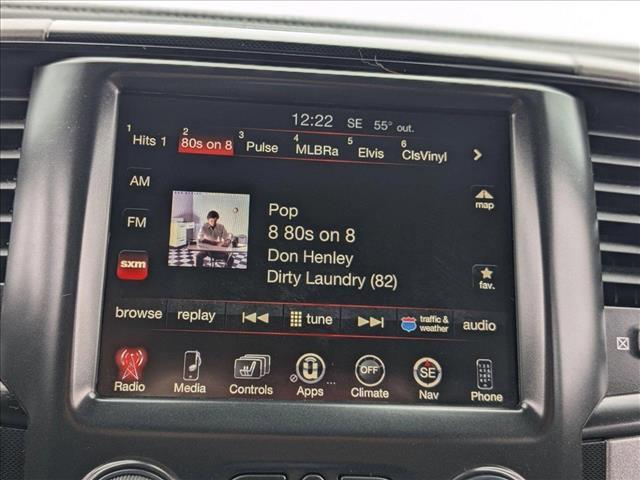 12:22 SE 55° out.
1 Hits 1 2 80s on 8 3 Pulse 4 MLBRa 5 Elvis 6 ClsVinyl
AM
FM
sxm
Pop
8 80s on 8
Don Henley
Dirty Laundry (82)
map
fav.
browse replay tune traffic & weather audio
OFF SE
Radio Media Controls Apps Climate Nav Phone